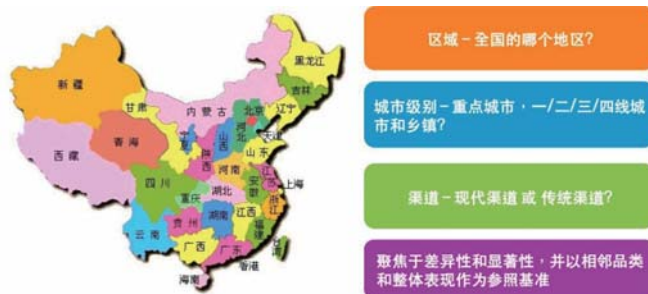 黑龙江
吉林
辽宁
新疆
甘肃
内蒙古
北京
天津
河北
山西
宁夏
青海
陕西
山东
河南
西藏
四川
重庆
湖北
安徽
江苏
上海
浙江
湖南
江西
贵州
云南
福建
广西
广东
台湾
香港
海南
区域-全国的哪个地区?
城市级别-重点城市,一/二/三/四线城
市和乡镇?
渠道-现代渠道 或 传统渠道?
聚焦于差异性和显著性,并以相邻品类
和整体表现作为参照基准